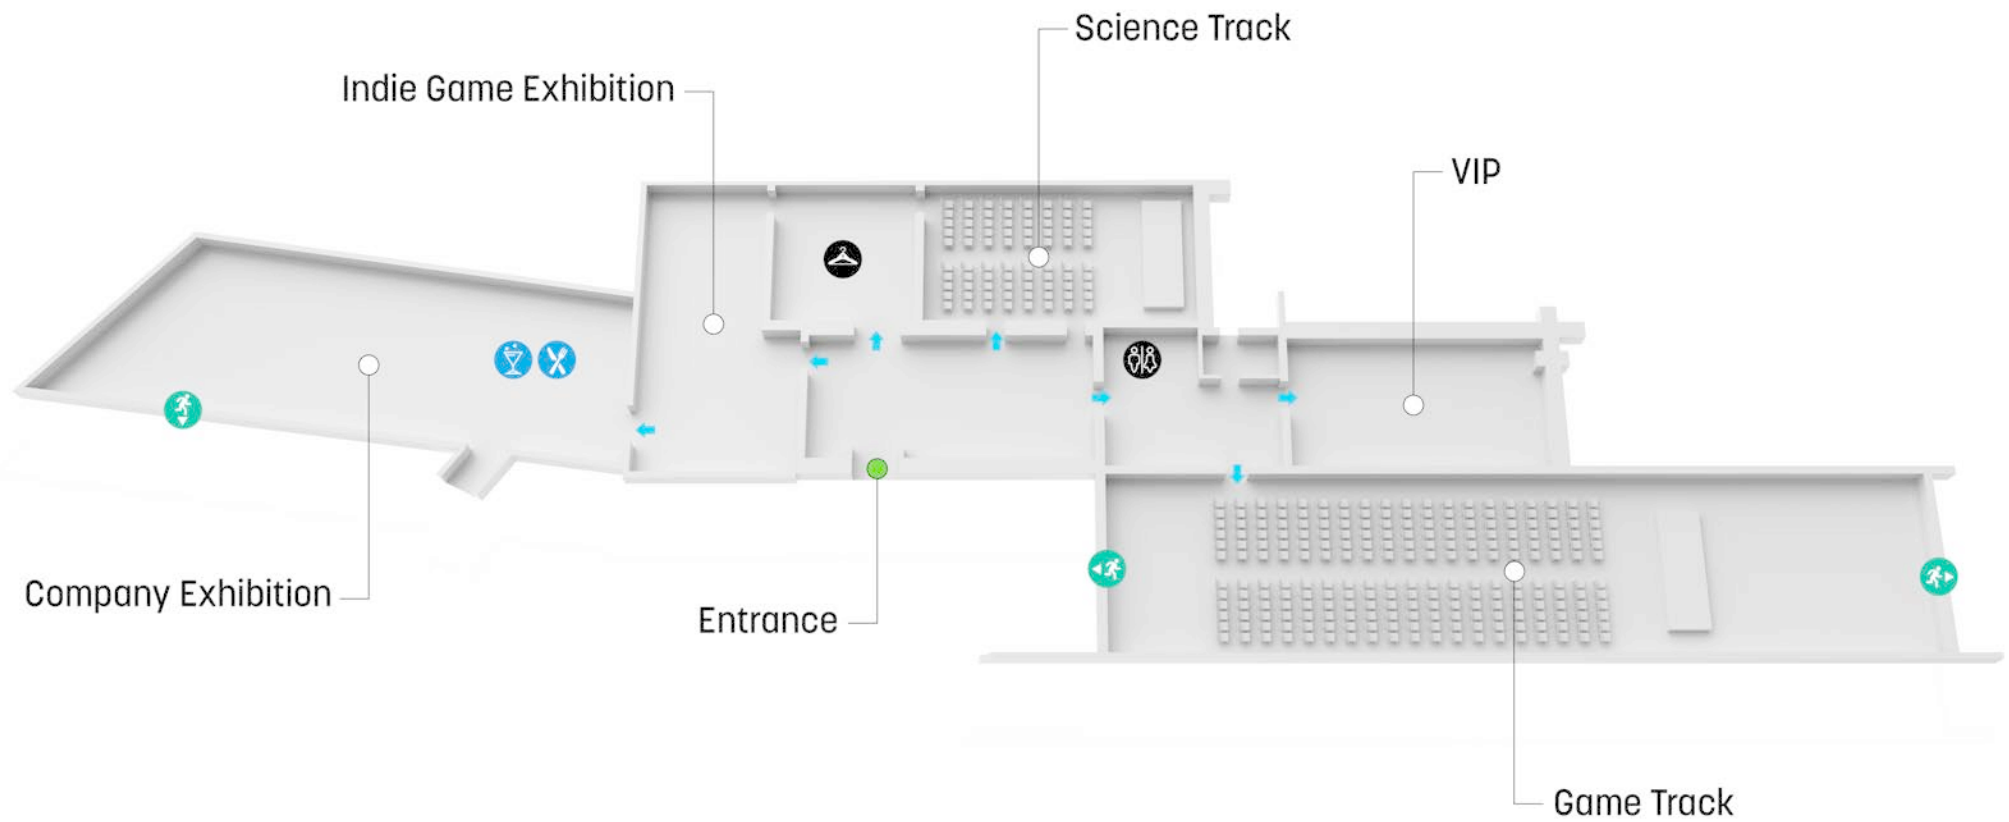 Science Track
Indie Game Exhibition
VIP
Company Exhibition
Entrance
Game Track